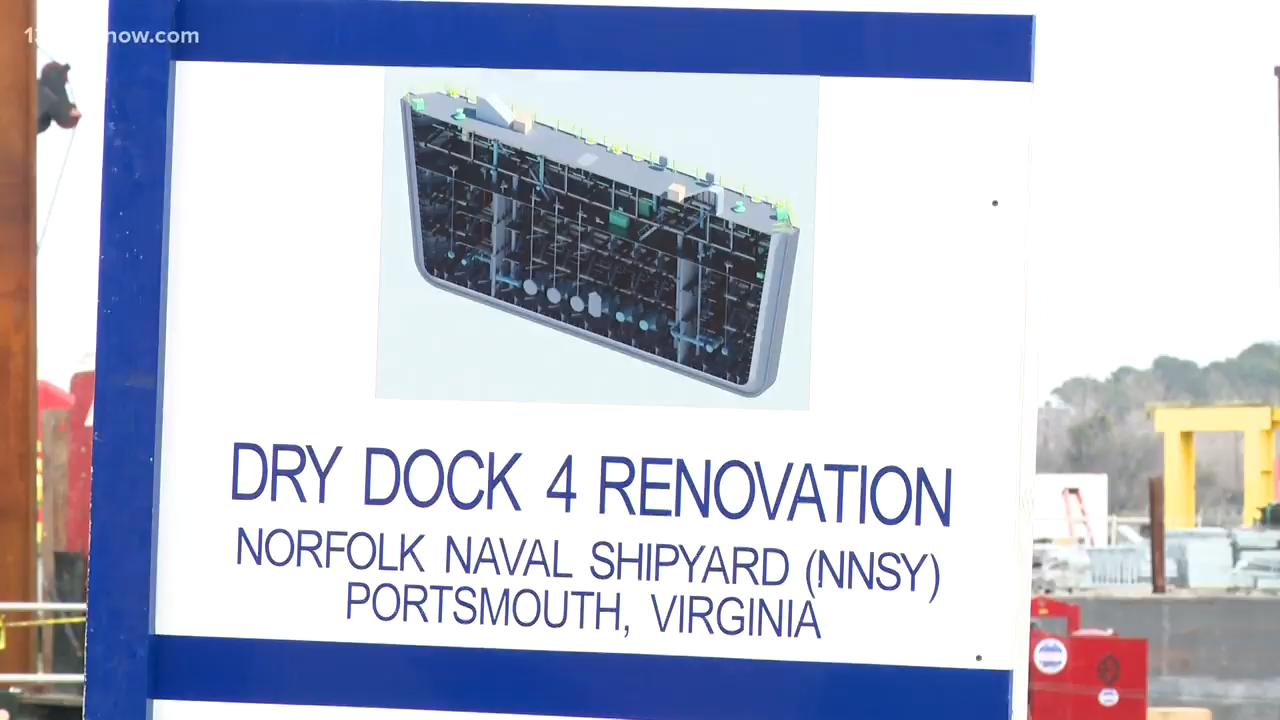 DRY DOCK 4 RENOVATION
NORFOLK NAVAL SHIPYARD (NNSY)
PORTSMOUTH, VIRGINIA